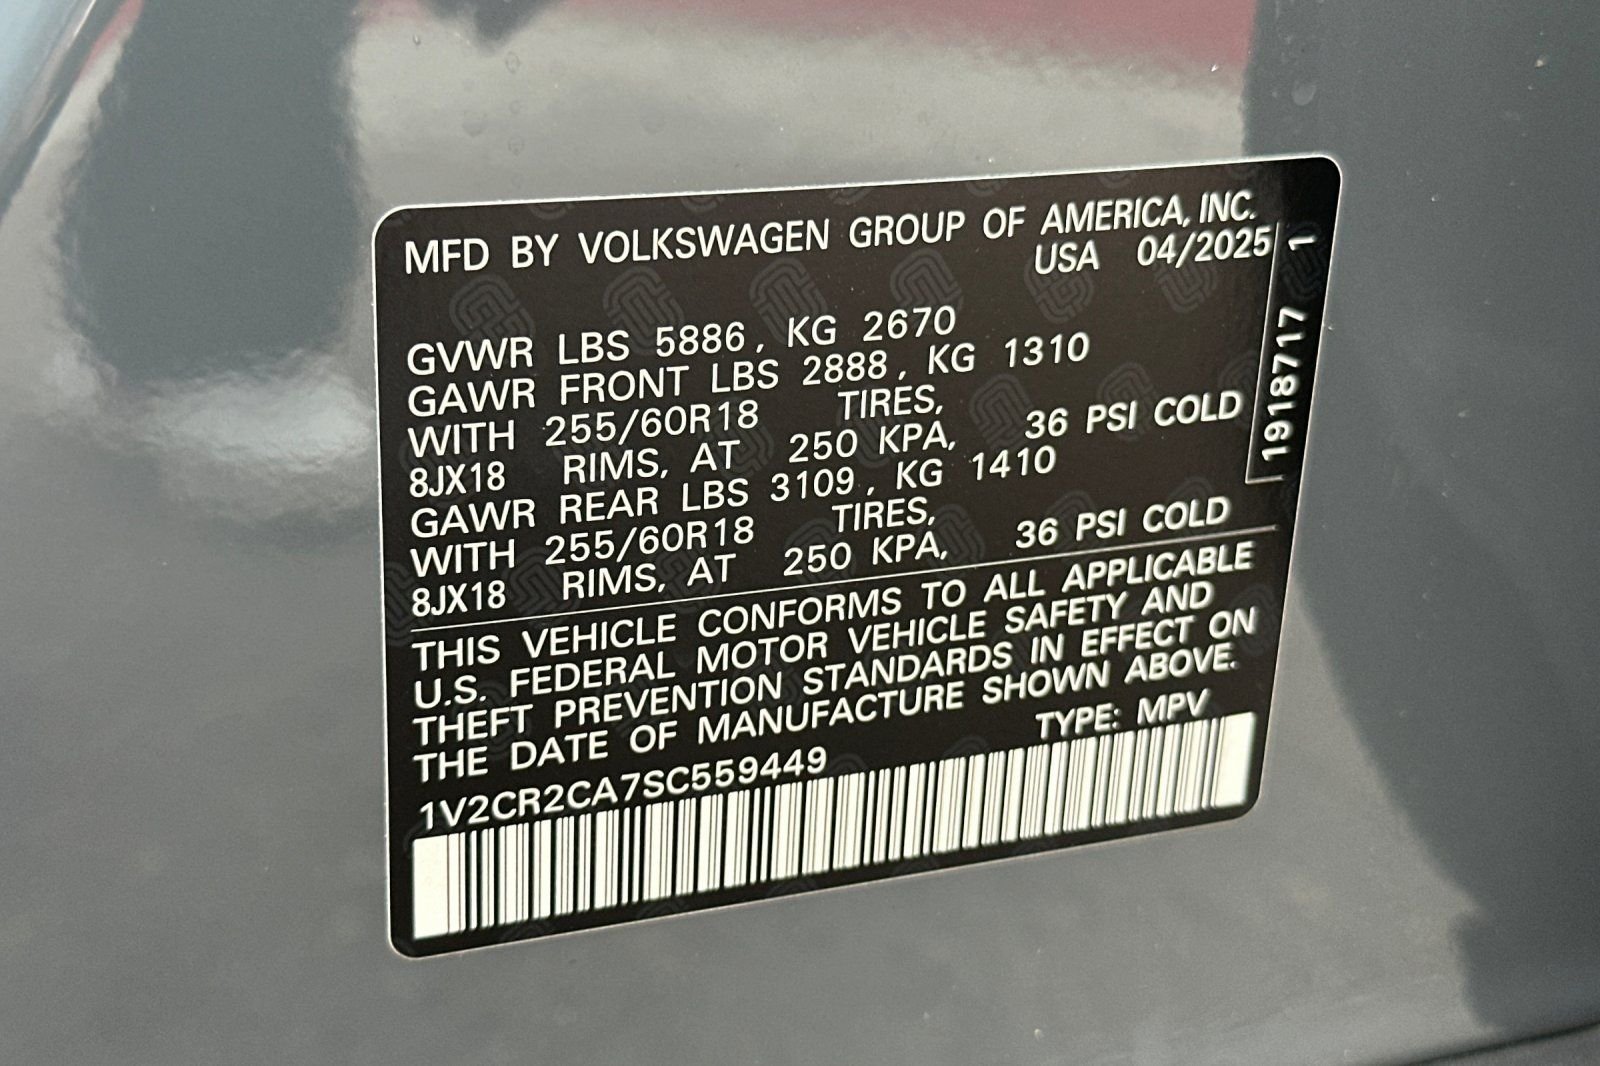 MFD BY VOLKSWAGEN GROUP OF AMERICA, INC.
USA 04/2025
GVWR LBS 5886, KG 2670
GAWR FRONT LBS 2888, KG 1310
WITH 255/60R18 TIRES,
8JX18 RIMS, AT 250 KPA, 36 PSI COLD
GAWR REAR LBS 3109, KG 1410
WITH 255/60R18 TIRES,
8JX18 RIMS, AT 250 KPA, 36 PSI COLD
THIS VEHICLE CONFORMS TO ALL APPLICABLE
U.S. FEDERAL MOTOR VEHICLE SAFETY AND
THEFT PREVENTION STANDARDS IN EFFECT ON
THE DATE OF MANUFACTURE SHOWN ABOVE.
TYPE: MPV
1V2CR2CA7SC559449
1918717 1